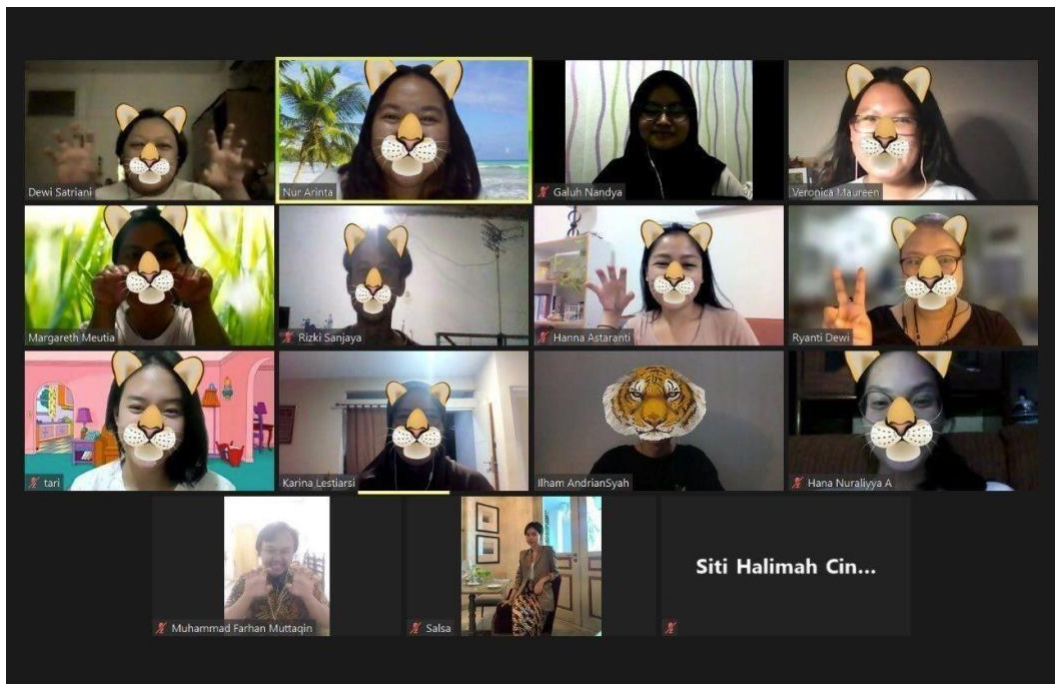 Dewi Satriani
Nur Arinta
Galuh Nandya
Veronica Maureen
Margareth Meutia
Rizki Sanjaya
Hanna Astaranti
Ryanti Dewi
tari
Karina Lestiarsi
Ilham AndrianSyah
Hana Nuraliyya A
Muhammad Farhan Muttaqin
Salsa
Siti Halimah Cin...